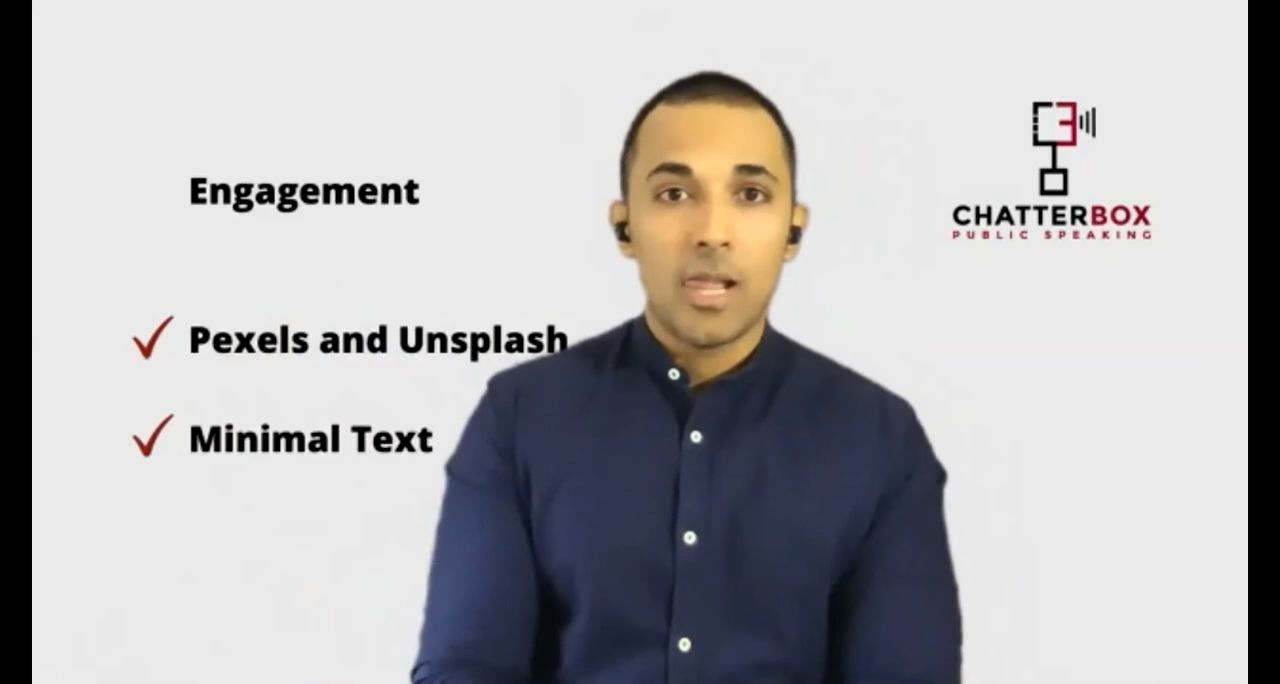 Engagement
Pexels and Unsplash
Minimal Text
CHATTERBOX
PUBLIC SPEAKING